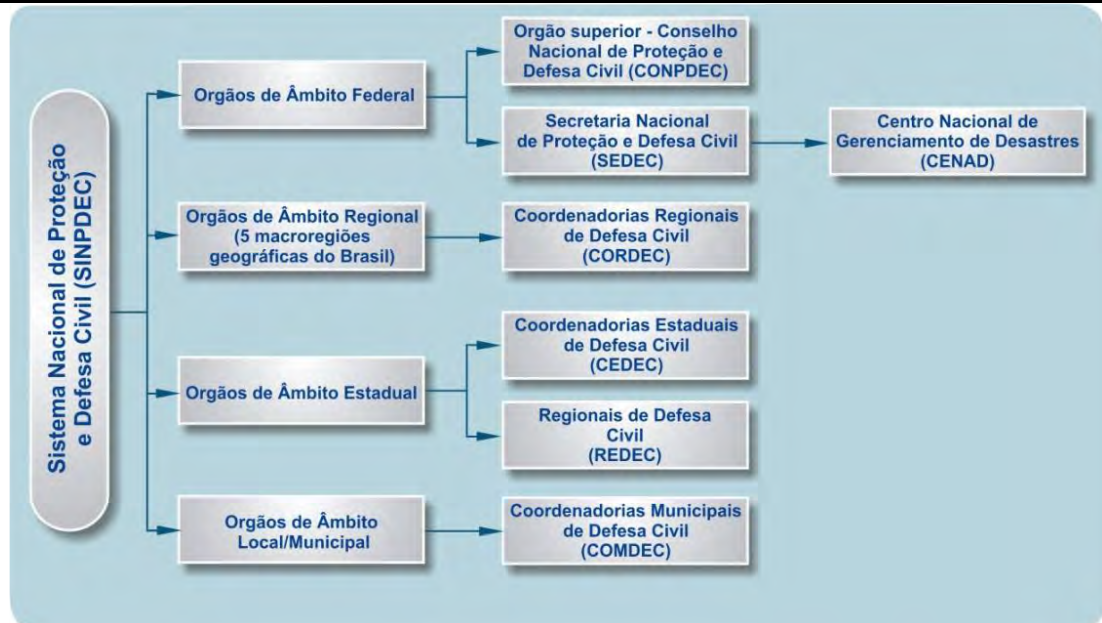 Sistema Nacional de Proteção
e Defesa Civil (SINPDEC)
Orgãos de Âmbito Federal
Orgão superior - Conselho
Nacional de Proteção e
Defesa Civil (CONPDEC)
Secretaria Nacional
de Proteção e Defesa Civil
(SEDEC)
Centro Nacional de
Gerenciamento de Desastres
(CENAD)
Orgãos de Âmbito Regional
(5 macroregiões
geográficas do Brasil)
Coordenadorias Regionais
de Defesa Civil
(CORDEC)
Orgãos de Âmbito Estadual
Coordenadorias Estaduais
de Defesa Civil
(CEDEC)
Regionais de Defesa
Civil
(REDEC)
Orgãos de Âmbito
Local/Municipal
Coordenadorias Municipais
de Defesa Civil
(COMDEC)